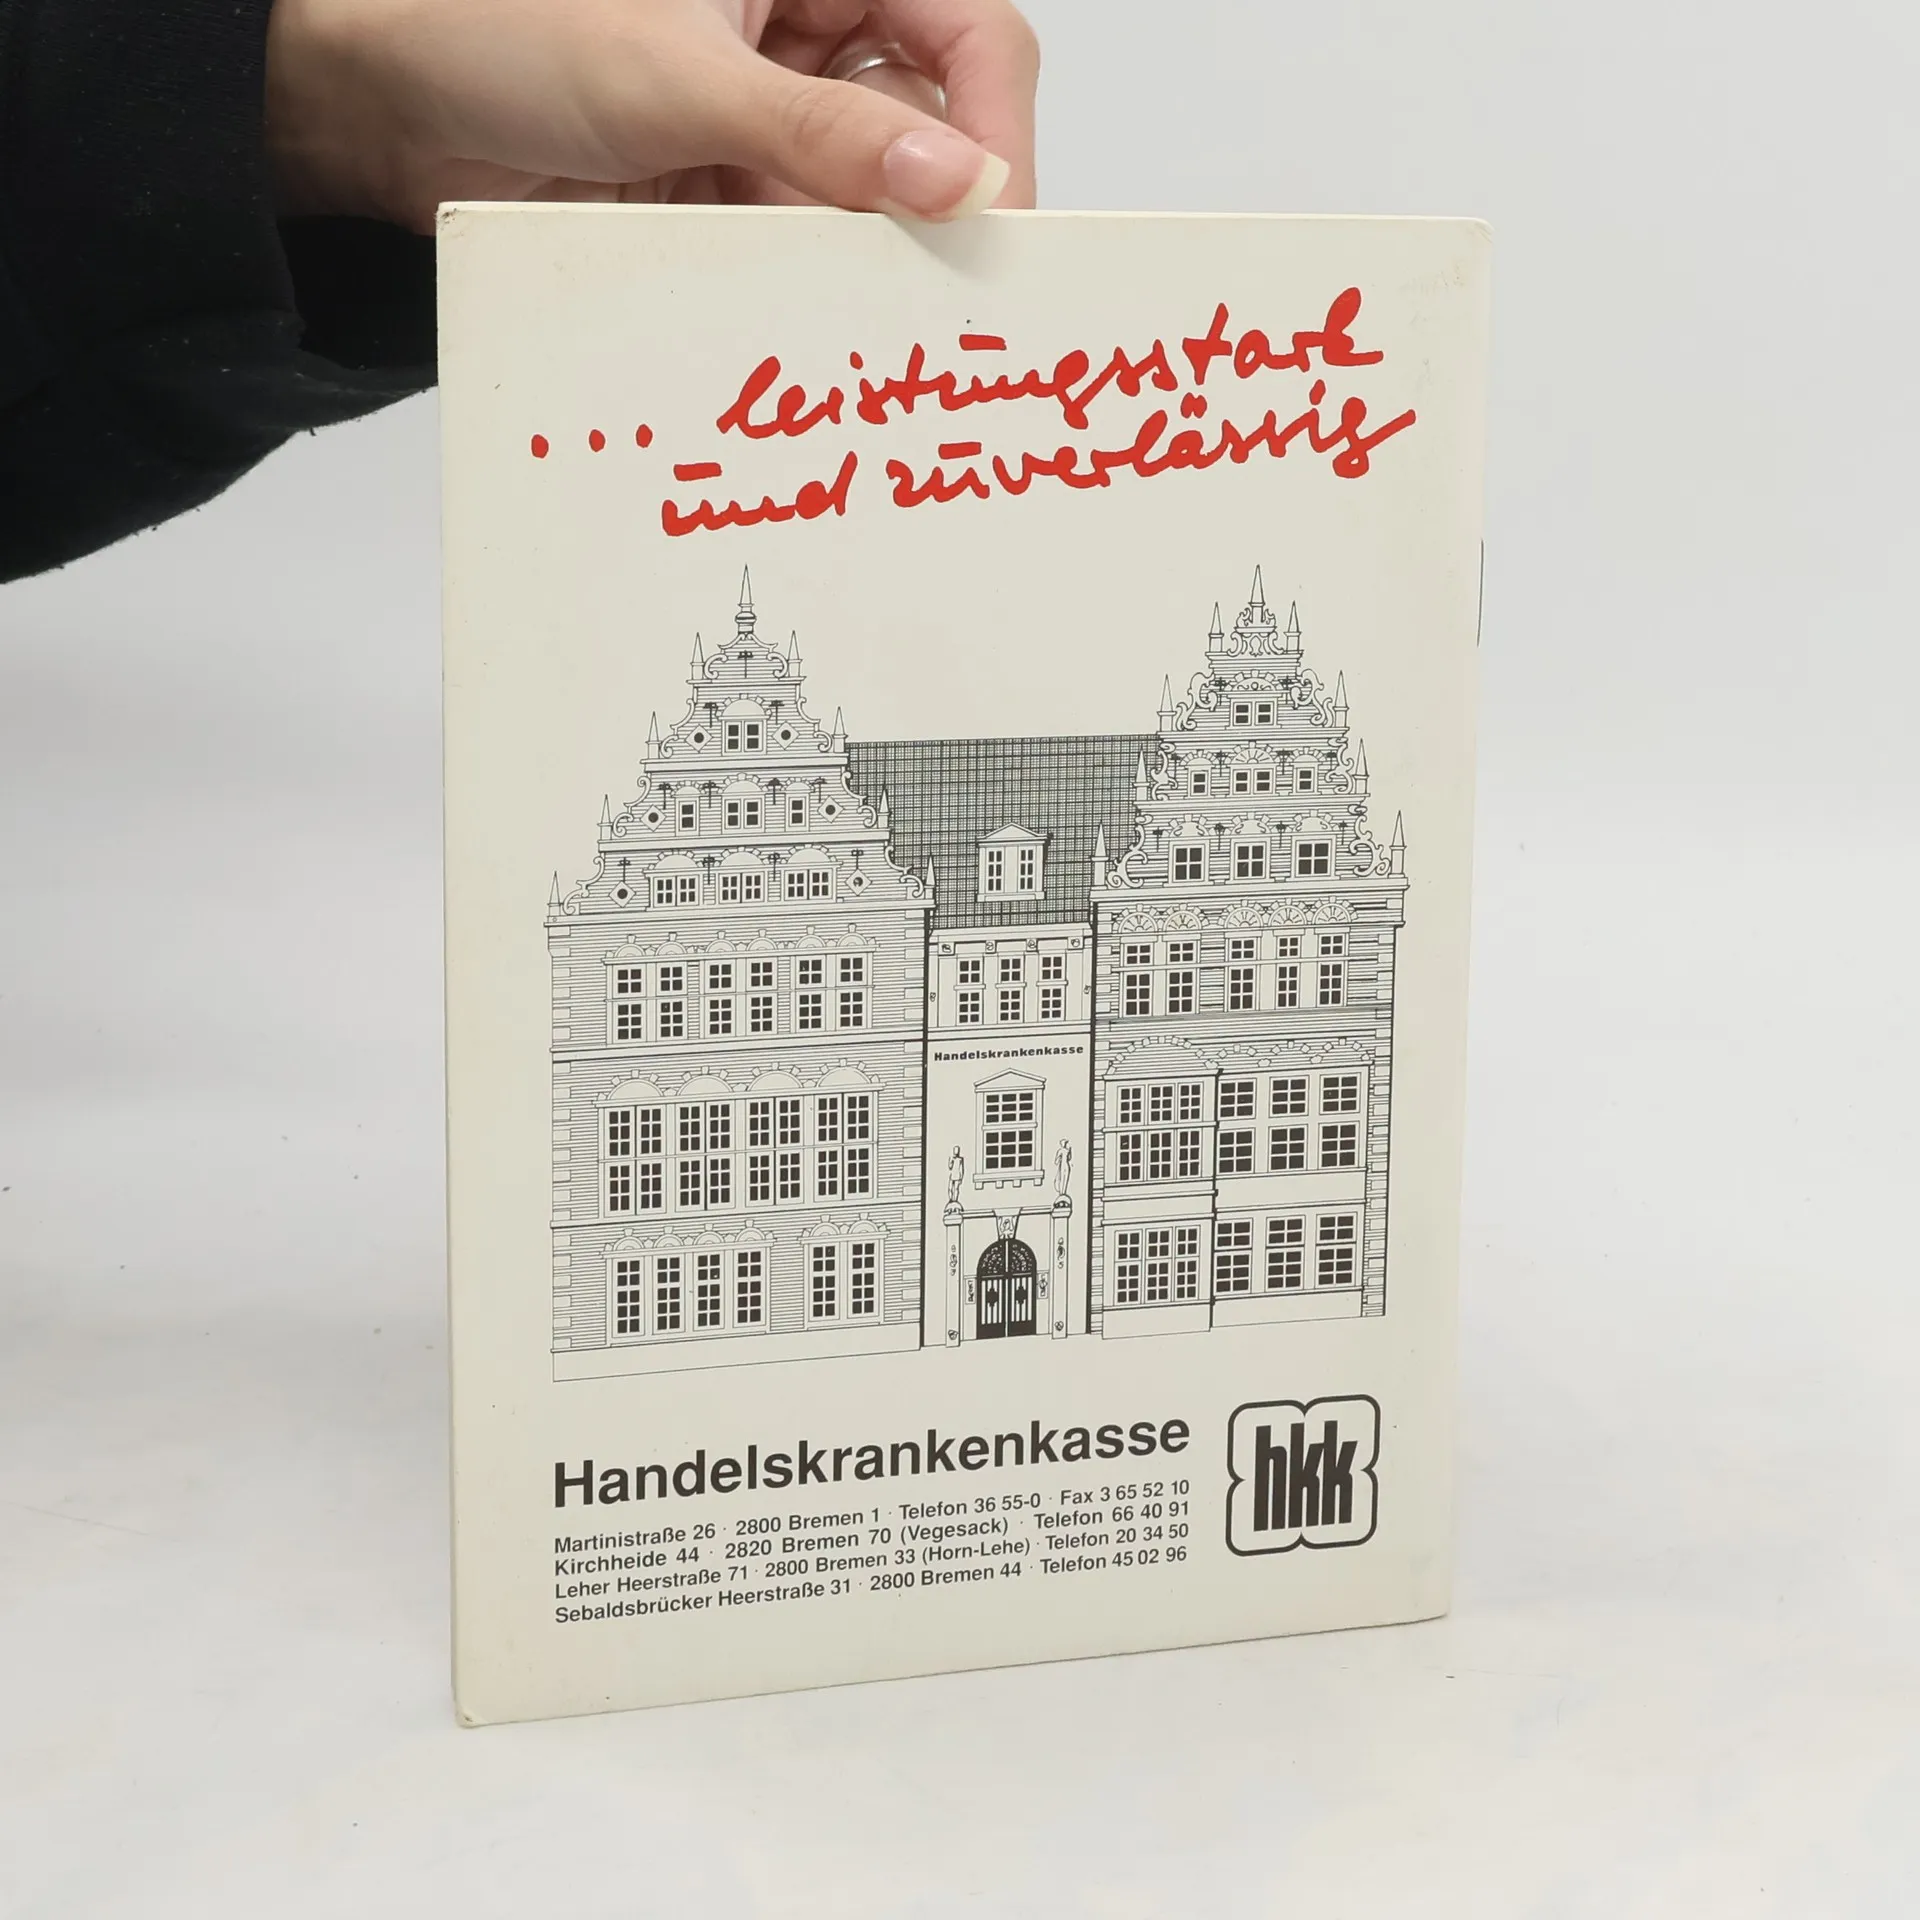 ... leistungsstark
und zuverlässig
Handelskrankenkasse
Handelskrankenkasse
hkk
Martinistraße 26 · 2800 Bremen 1 · Telefon 36 55-0 · Fax 3 65 52 10
Kirchheide 44 · 2820 Bremen 70 (Vegesack) · Telefon 66 40 91
Leher Heerstraße 71 · 2800 Bremen 33 (Horn-Lehe) · Telefon 20 34 50
Sebaldsbrücker Heerstraße 31 · 2800 Bremen 44 · Telefon 45 02 96